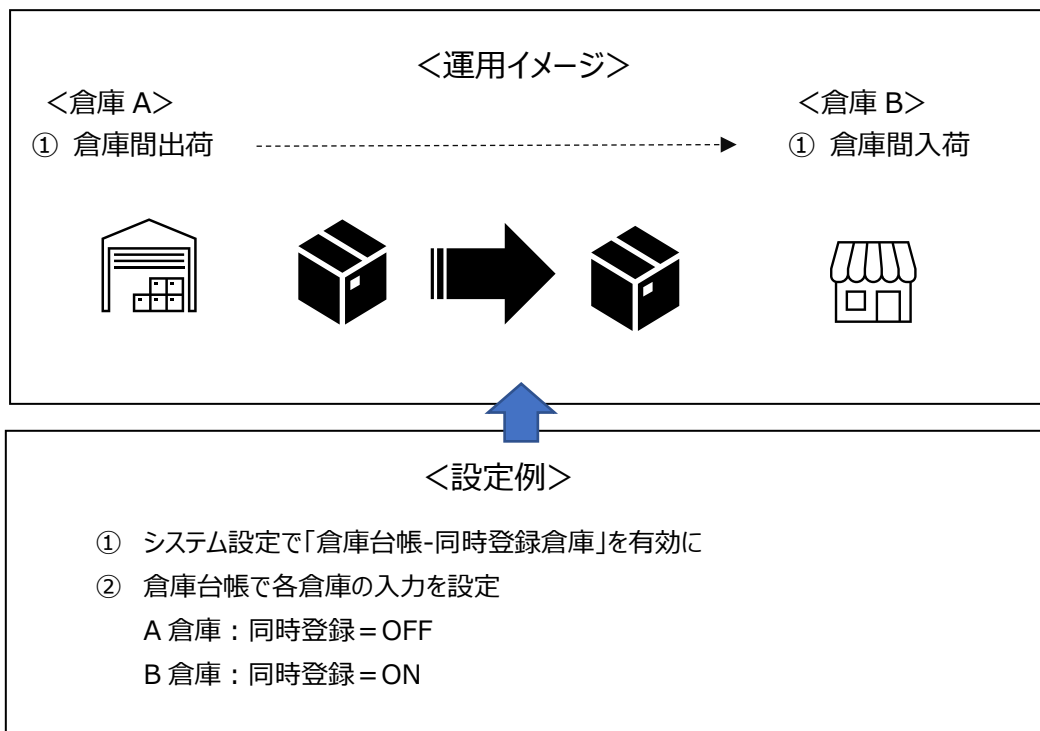 ＜運用イメージ＞
＜倉庫 A＞
＜倉庫 B＞
① 倉庫間出荷
① 倉庫間入荷
＜設定例＞
① システム設定で「倉庫台帳-同時登録倉庫」を有効に
② 倉庫台帳で各倉庫の入力を設定
A 倉庫：同時登録＝OFF
B 倉庫：同時登録＝ON